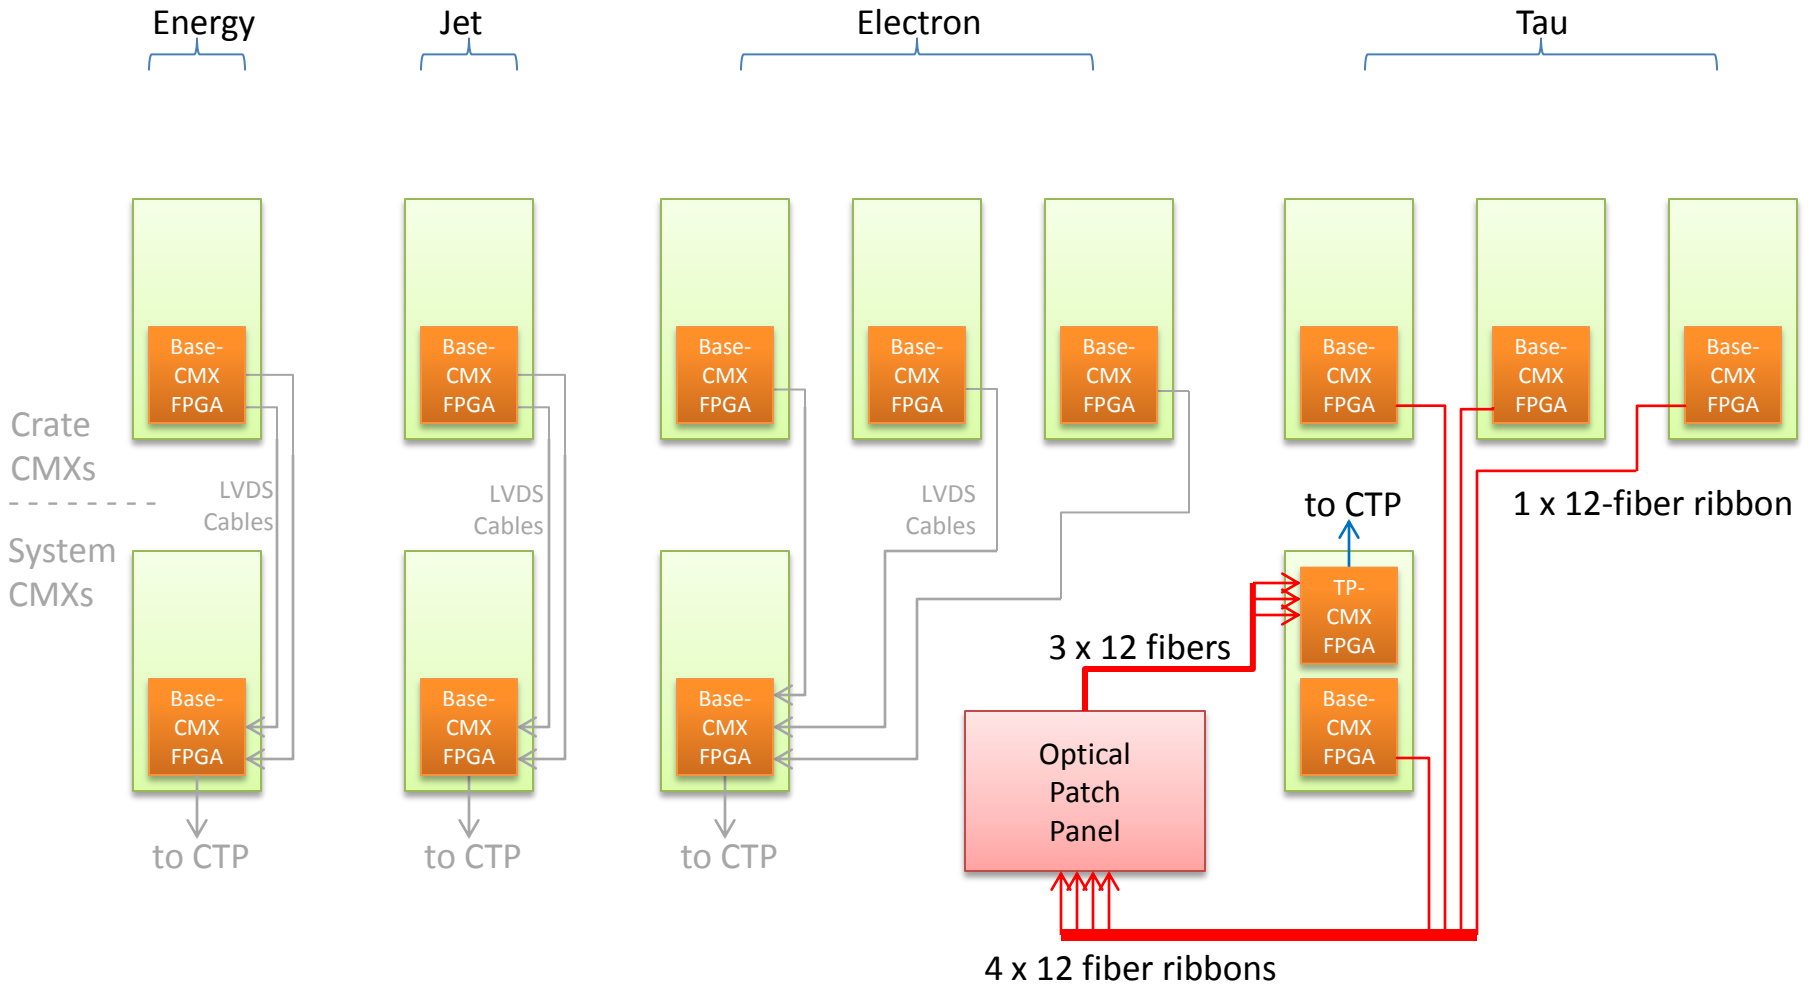 Energy
Jet
Electron
Tau
Base-
CMX
FPGA
Base-
CMX
FPGA
Base-
CMX
FPGA
Base-
CMX
FPGA
Base-
CMX
FPGA
Base-
CMX
FPGA
Base-
CMX
FPGA
Base-
CMX
FPGA
Crate
CMXs
System
CMXs
LVDS
Cables
LVDS
Cables
LVDS
Cables
to CTP
1 x 12-fiber ribbon
TP-
CMX
FPGA
3 x 12 fibers
Base-
CMX
FPGA
Base-
CMX
FPGA
Base-
CMX
FPGA
Optical
Patch
Panel
Base-
CMX
FPGA
to CTP
to CTP
to CTP
4 x 12 fiber ribbons